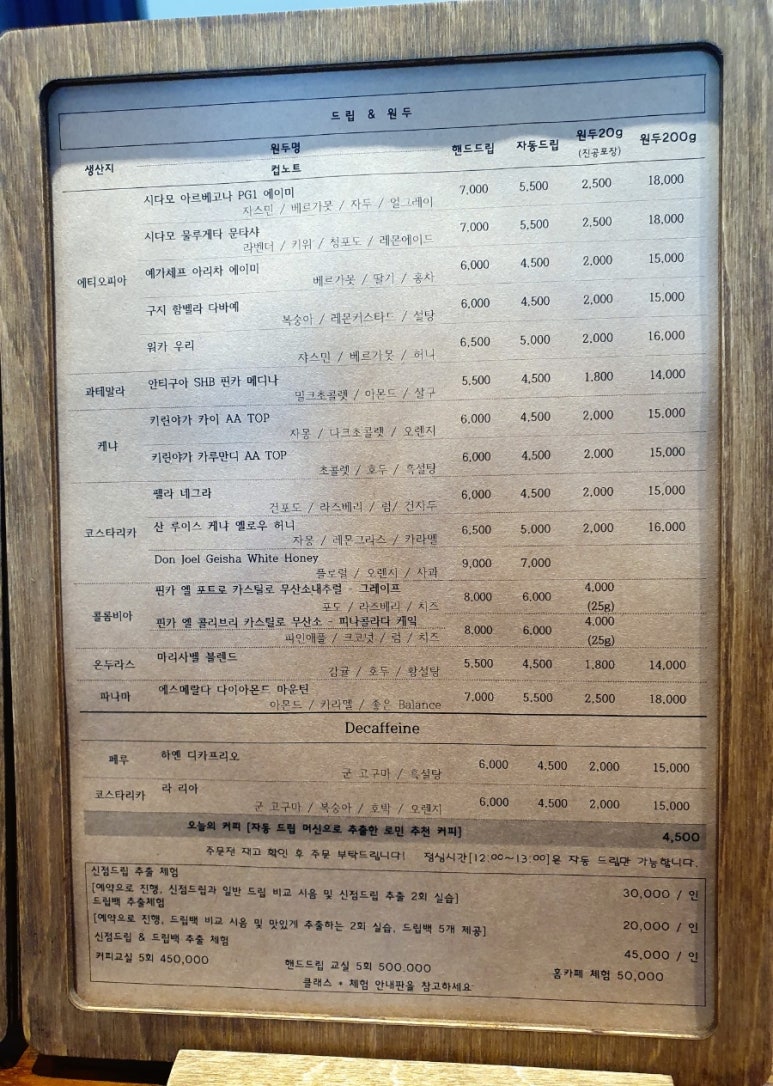 드립 & 원두
생산지 원두명 핸드드립 자동드립 원두20g 원두200g
컵노트 (진공포장)
에티오피아
시다모 아르베고나 PG1 에이미 7,000 5,500 2,500 18,000
자스민 / 베르가못 / 자두 / 얼그레이
시다모 물루게타 문타샤 7,000 5,500 2,500 18,000
라벤더 / 키위 / 청포도 / 레몬에이드
예가체프 아리차 에이미 6,000 4,500 2,000 15,000
베르가못 / 딸기 / 홍차
구지 함벨라 다바예 6,000 4,500 2,000 15,000
복숭아 / 레몬커스타드 / 설탕
워카 우리 6,500 5,000 2,000 16,000
쟈스민 / 베르가못 / 허니
과테말라
안티구아 SHB 핀카 메디나 5,500 4,500 1,800 14,000
밀크초콜렛 / 아몬드 / 살구
케냐
키린야가 카이 AA TOP 6,000 4,500 2,000 15,000
자몽 / 다크초콜렛 / 오렌지
키린야가 카루만디 AA TOP 6,000 4,500 2,000 15,000
초콜렛 / 호두 / 흑설탕
코스타리카
렐라 네그라 6,000 4,500 2,000 15,000
건포도 / 라즈베리 / 럼/ 건자두
산 루이스 케냐 옐로우 허니 6,500 5,000 2,000 16,000
자몽 / 레몬그라스 / 카라멜
Don Joel Geisha White Honey 9,000 7,000
플로럴 / 오렌지 / 사과
콜롬비아
핀카 엘 포트로 카스틸로 무산소내추럴 - 그레이프 8,000 6,000 4,000
포도 / 라즈베리 / 치즈 (25g)
핀카 엘 콜리브리 카스틸로 무산소 - 피나콜라다 케잌 8,000 6,000 4,000
파인애플 / 크코넛 / 럼 / 치즈 (25g)
온두라스
마리사벨 블렌드 5,500 4,500 1,800 14,000
감귤 / 호두 / 황설탕
파나마
에스메랄다 다이아몬드 마운틴 7,000 5,500 2,500 18,000
아몬드 / 카라멜 / 좋은 Balance
Decaffeine
페루
하엔 디카프리오 6,000 4,500 2,000 15,000
군 고구마 / 흑설탕
코스타리카
라 리아 6,000 4,500 2,000 15,000
군 고구마 / 복숭아 / 호박 / 오렌지
오늘의 커피 [자동 드립 머신으로 추출한 로민 추천 커피] 4,500
주문전 재고 확인 후 주문 부탁드립니다! 점심시간[12:00~13:00]은 자동 드립만 가능합니다.
신점드립 추출 체험
[예약으로 진행, 신점드립과 일반 드립 비교 시음 및 신점드립 추출 2회 실습] 30,000 / 인
드립백 추출체험
[예약으로 진행, 드립백 비교 시음 및 맛있게 추출하는 2회 실습, 드립백 5개 제공] 20,000 / 인
신점드립 & 드립백 추출 체험 45,000 / 인
커피교실 5회 450,000 핸드드립 교실 5회 500,000 홈카페 체험 50,000
클래스 + 체험 안내판을 참고하세요